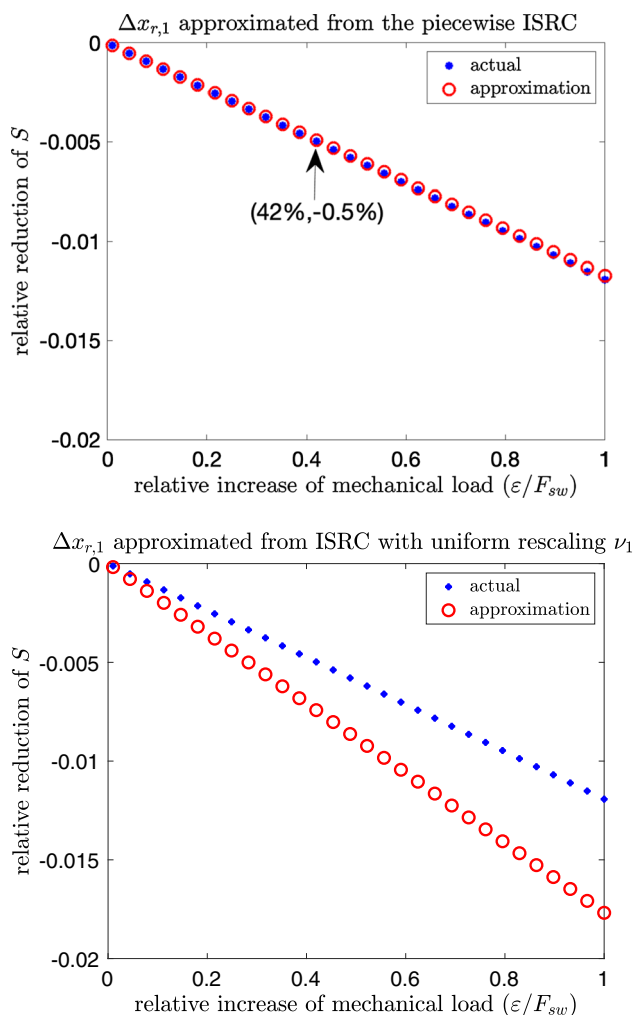 Δx_{r,1} approximated from the piecewise ISRC
0
-0.005
-0.01
-0.015
-0.02
relative reduction of S
actual
approximation
(42%,-0.5%)
0 0.2 0.4 0.6 0.8 1
relative increase of mechanical load (ε/F_{sw})
Δx_{r,1} approximated from ISRC with uniform rescaling ν_1
0
-0.005
-0.01
-0.015
-0.02
relative reduction of S
actual
approximation
0 0.2 0.4 0.6 0.8 1
relative increase of mechanical load (ε/F_{sw})